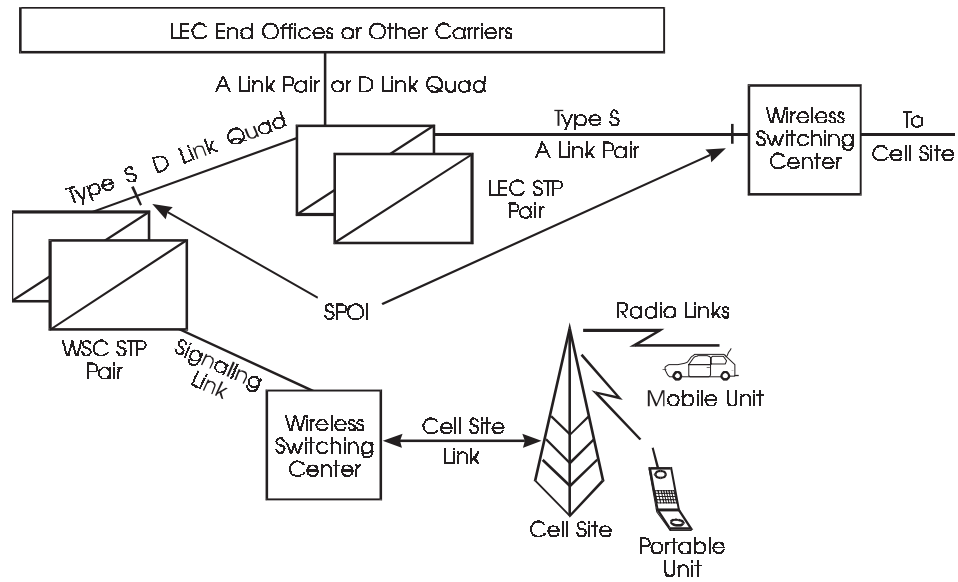 LEC End Offices or Other Carriers
A Link Pair or D Link Quad
Type S D Link Quad
Type S
A Link Pair
Wireless
Switching
Center
To
Cell Site
LEC STP
Pair
SPOI
WSC STP
Pair
Signaling
Link
Radio Links
Mobile Unit
Wireless
Switching
Center
Cell Site
Link
Cell Site
Portable
Unit